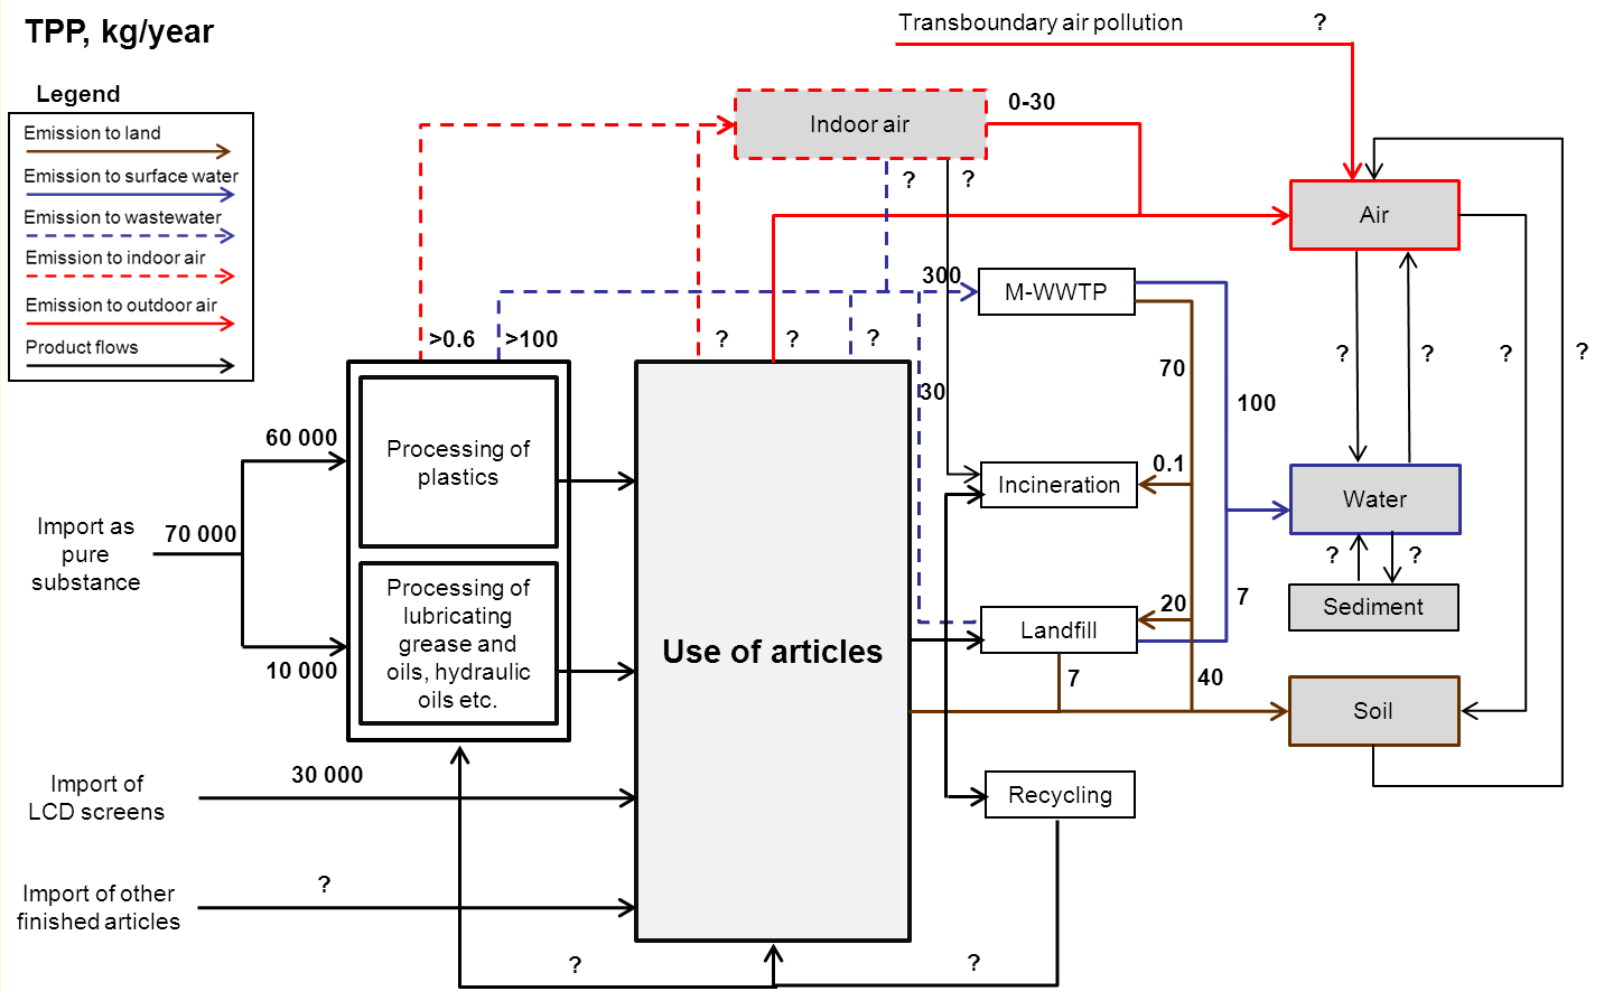 TPP, kg/year
Transboundary air pollution ?
Legend
Emission to land
Emission to surface water
Emission to wastewater
Emission to indoor air
Emission to outdoor air
Product flows
Indoor air
0-30
? ?
Air
300
M-WWTP
>0.6 >100
? ? ?
? ? ? ?
70
30
100
60 000
Processing of
plastics
0.1
Incineration
Water
Import as
pure
substance
70 000
? ?
Processing of
lubricating
grease and
oils, hydraulic
oils etc.
10 000
Use of articles
20
7
Landfill
Sediment
7
40
Soil
Import of
LCD screens
30 000
Recycling
Import of other
finished articles
?
? ?